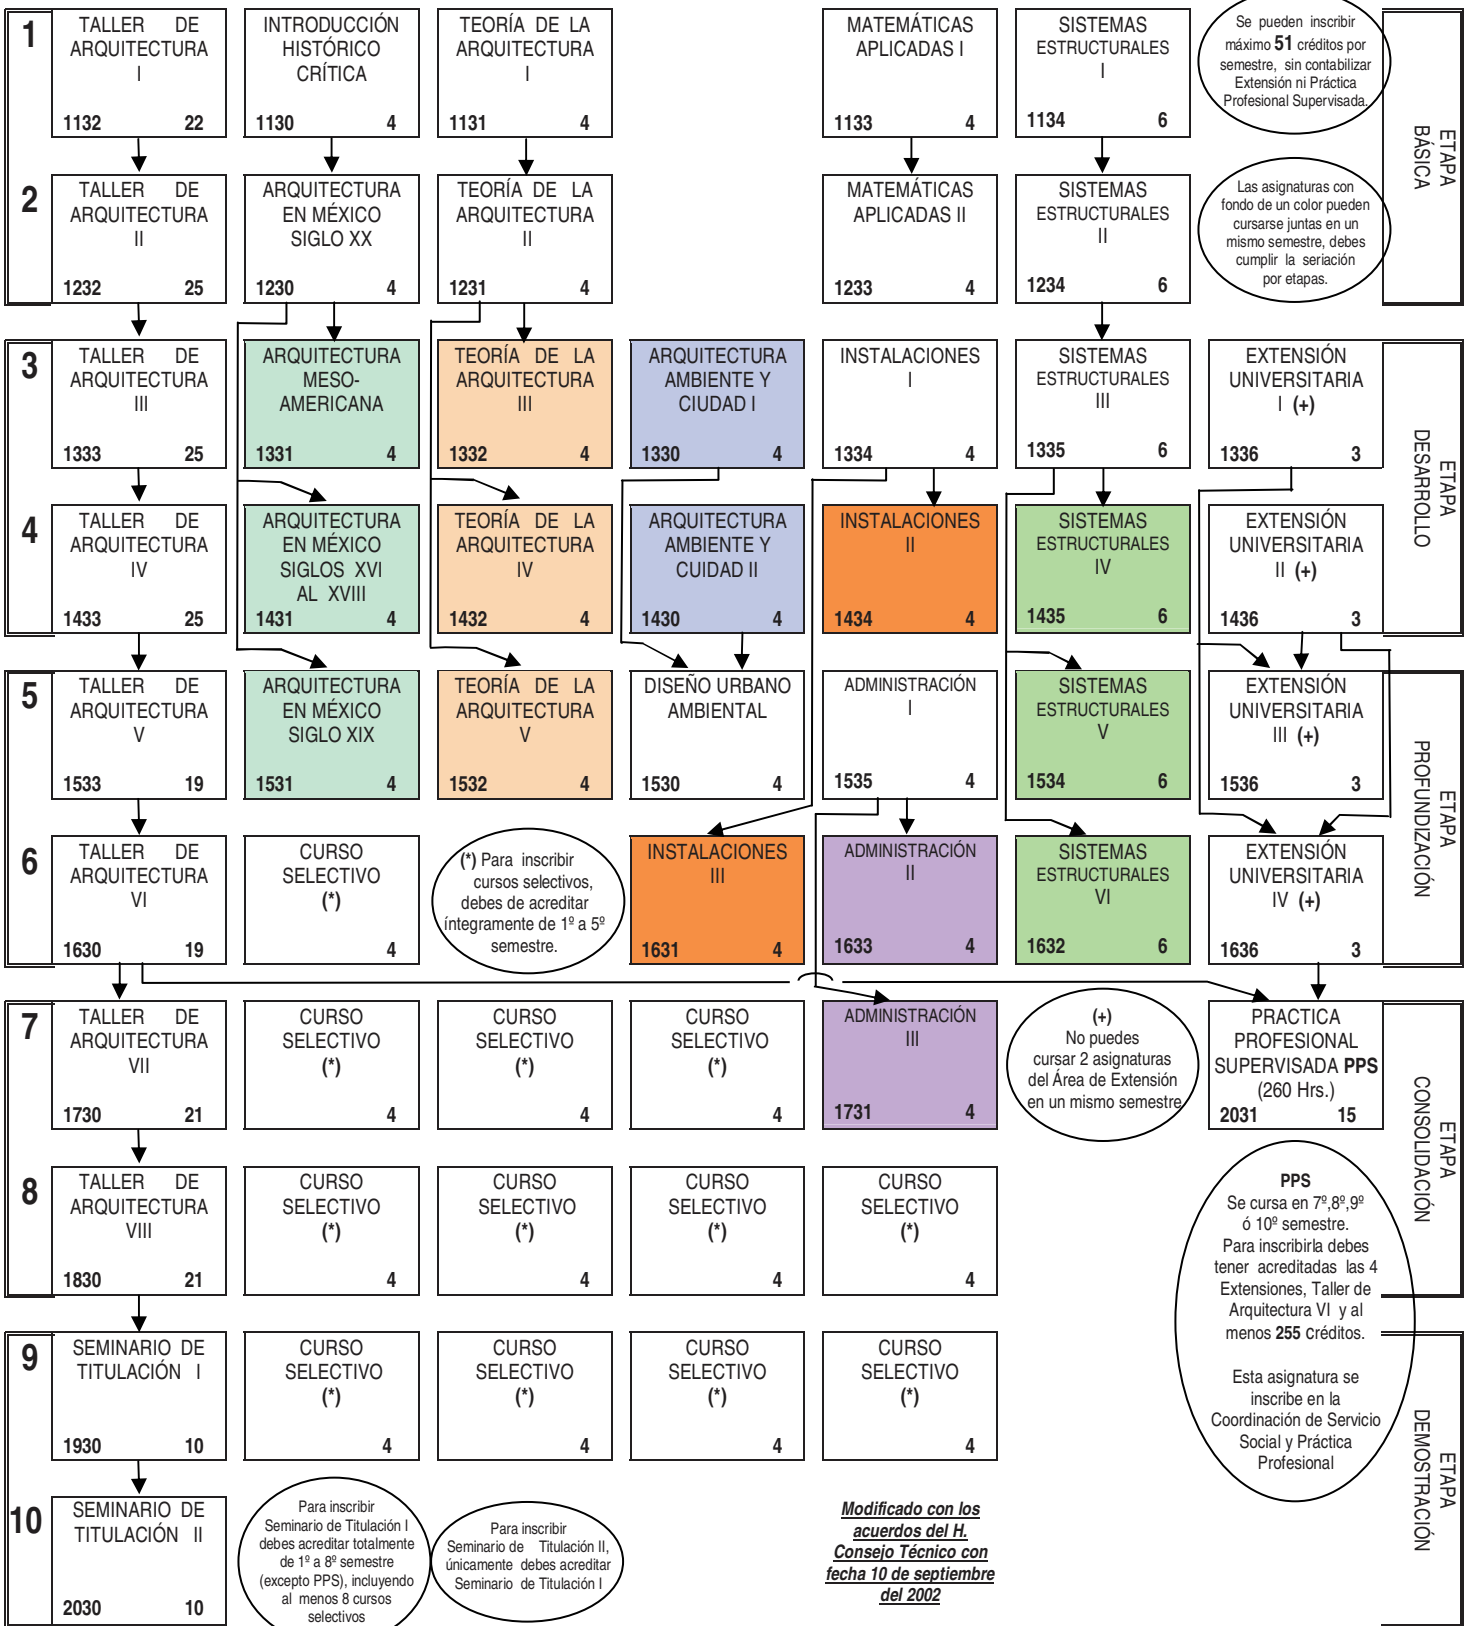 1
TALLER DE
ARQUITECTURA
I
1132 22
INTRODUCCIÓN
HISTÓRICO
CRÍTICA
1130 4
TEORÍA DE LA
ARQUITECTURA
I
1131 4
MATEMÁTICAS
APLICADAS I
1133 4
SISTEMAS
ESTRUCTURALES
I
1134 6
Se pueden inscribir
máximo 51 créditos por
semestre, sin contabilizar
Extensión ni Práctica
Profesional Supervisada.
ETAPA
BÁSICA
2
TALLER DE
ARQUITECTURA
II
1232 25
ARQUITECTURA
EN MÉXICO
SIGLO XX
1230 4
TEORÍA DE LA
ARQUITECTURA
II
1231 4
MATEMÁTICAS
APLICADAS II
1233 4
SISTEMAS
ESTRUCTURALES
II
1234 6
Las asignaturas con
fondo de un color pueden
cursarse juntas en un
mismo semestre, debes
cumplir la seriación
por etapas.
3
TALLER DE
ARQUITECTURA
III
1333 25
ARQUITECTURA
MESO-
AMERICANA
1331 4
TEORÍA DE LA
ARQUITECTURA
III
1332 4
ARQUITECTURA
AMBIENTE Y
CIUDAD I
1330 4
INSTALACIONES
I
1334 4
SISTEMAS
ESTRUCTURALES
III
1335 6
EXTENSIÓN
UNIVERSITARIA
I (+)
1336 3
ETAPA
DESARROLLO
4
TALLER DE
ARQUITECTURA
IV
1433 25
ARQUITECTURA
EN MÉXICO
SIGLOS XVI
AL XVIII
1431 4
TEORÍA DE LA
ARQUITECTURA
IV
1432 4
ARQUITECTURA
AMBIENTE Y
CUIDAD II
1430 4
INSTALACIONES
II
1434 4
SISTEMAS
ESTRUCTURALES
IV
1435 6
EXTENSIÓN
UNIVERSITARIA
II (+)
1436 3
5
TALLER DE
ARQUITECTURA
V
1533 19
ARQUITECTURA
EN MÉXICO
SIGLO XIX
1531 4
TEORÍA DE LA
ARQUITECTURA
V
1532 4
DISEÑO URBANO
AMBIENTAL
1530 4
ADMINISTRACIÓN
I
1535 4
SISTEMAS
ESTRUCTURALES
V
1534 6
EXTENSIÓN
UNIVERSITARIA
III (+)
1536 3
ETAPA
PROFUNDIZACIÓN
6
TALLER DE
ARQUITECTURA
VI
1630 19
CURSO
SELECTIVO
(*)
4
(*) Para inscribir
cursos selectivos,
debes de acreditar
íntegramente de 1º a 5º
semestre.
INSTALACIONES
III
1631 4
ADMINISTRACIÓN
II
1633 4
SISTEMAS
ESTRUCTURALES
VI
1632 6
EXTENSIÓN
UNIVERSITARIA
IV (+)
1636 3
7
TALLER DE
ARQUITECTURA
VII
1730 21
CURSO
SELECTIVO
(*)
4
CURSO
SELECTIVO
(*)
4
CURSO
SELECTIVO
(*)
4
ADMINISTRACIÓN
III
1731 4
(+)
No puedes
cursar 2 asignaturas
del Área de Extensión
en un mismo semestre
PRACTICA
PROFESIONAL
SUPERVISADA PPS
(260 Hrs.)
2031 15
ETAPA
CONSOLIDACIÓN
8
TALLER DE
ARQUITECTURA
VIII
1830 21
CURSO
SELECTIVO
(*)
4
CURSO
SELECTIVO
(*)
4
CURSO
SELECTIVO
(*)
4
CURSO
SELECTIVO
(*)
4
PPS
Se cursa en 7º,8º,9º
ó 10º semestre.
Para inscribirla debes
tener acreditadas las 4
Extensiones, Taller de
Arquitectura VI y al
menos 255 créditos.
Esta asignatura se
inscribe en la
Coordinación de Servicio
Social y Práctica
Profesional
9
SEMINARIO DE
TITULACIÓN I
1930 10
CURSO
SELECTIVO
(*)
4
CURSO
SELECTIVO
(*)
4
CURSO
SELECTIVO
(*)
4
CURSO
SELECTIVO
(*)
4
ETAPA
DEMOSTRACIÓN
10
SEMINARIO DE
TITULACIÓN II
2030 10
Para inscribir
Seminario de Titulación I
debes acreditar totalmente
de 1º a 8º semestre
(excepto PPS), incluyendo
al menos 8 cursos
selectivos
Para inscribir
Seminario de Titulación II,
únicamente debes acreditar
Seminario de Titulación I
Modificado con los
acuerdos del H.
Consejo Técnico con
fecha 10 de septiembre
del 2002